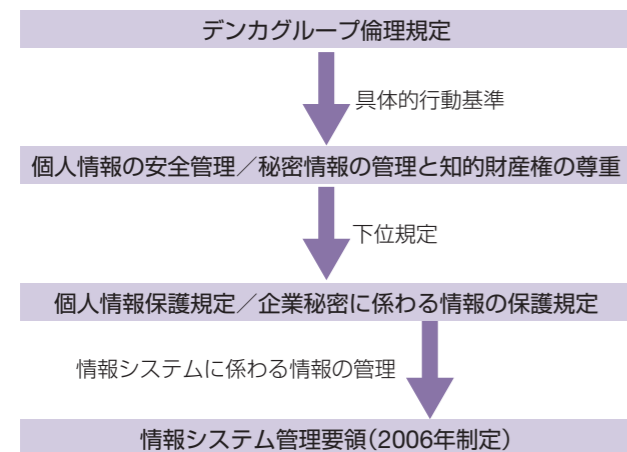 デンカグループ倫理規定
具体的行動基準
個人情報の安全管理／秘密情報の管理と知的財産権の尊重
下位規定
個人情報保護規定／企業秘密に係わる情報の保護規定
情報システムに係わる情報の管理
情報システム管理要領（2006年制定）